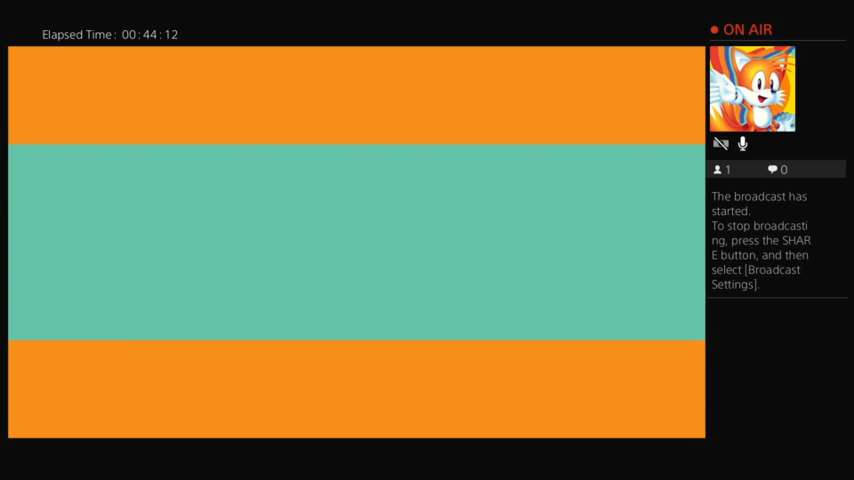 Elapsed Time: 00:44:12
ON AIR
1 0
The broadcast has
started.
To stop broadcasti
ng, press the SHAR
E button, and then
select [Broadcast
Settings].